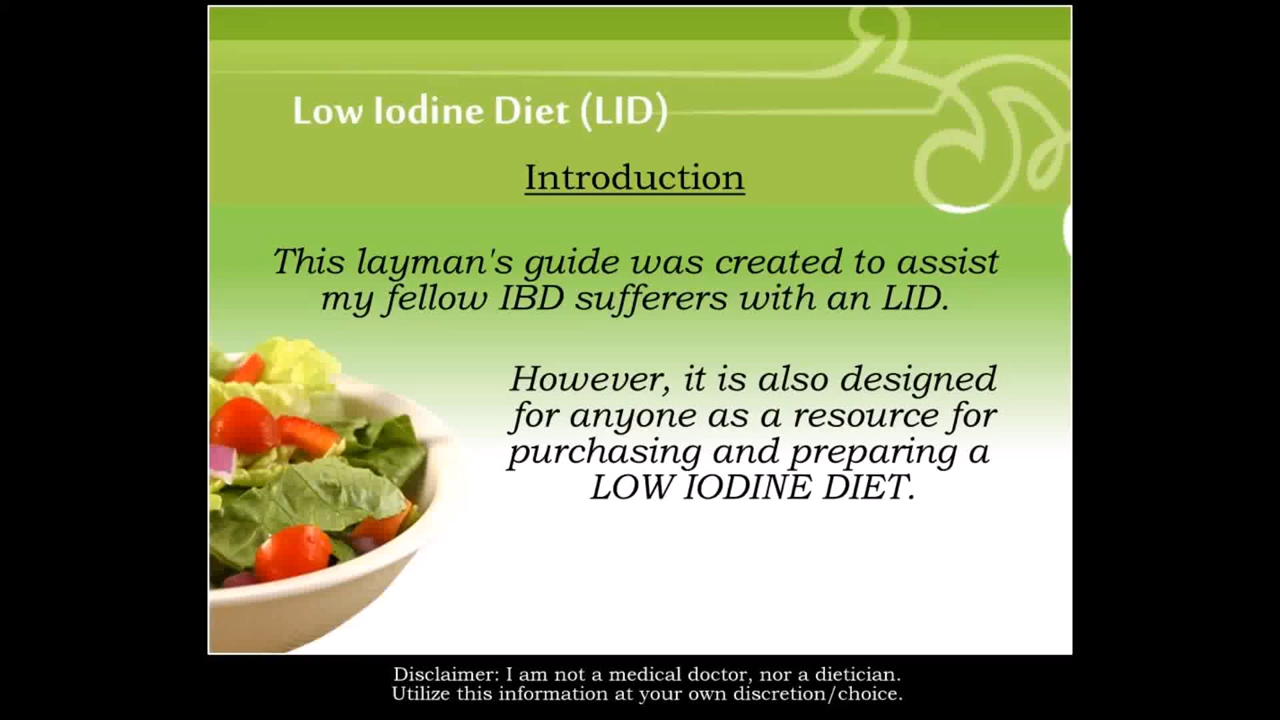 Low Iodine Diet (LID)
Introduction
This layman's guide was created to assist
my fellow IBD sufferers with an LID.
However, it is also designed
for anyone as a resource for
purchasing and preparing a
LOW IODINE DIET.
Disclaimer: I am not a medical doctor, nor a dietician.
Utilize this information at your own discretion/choice.